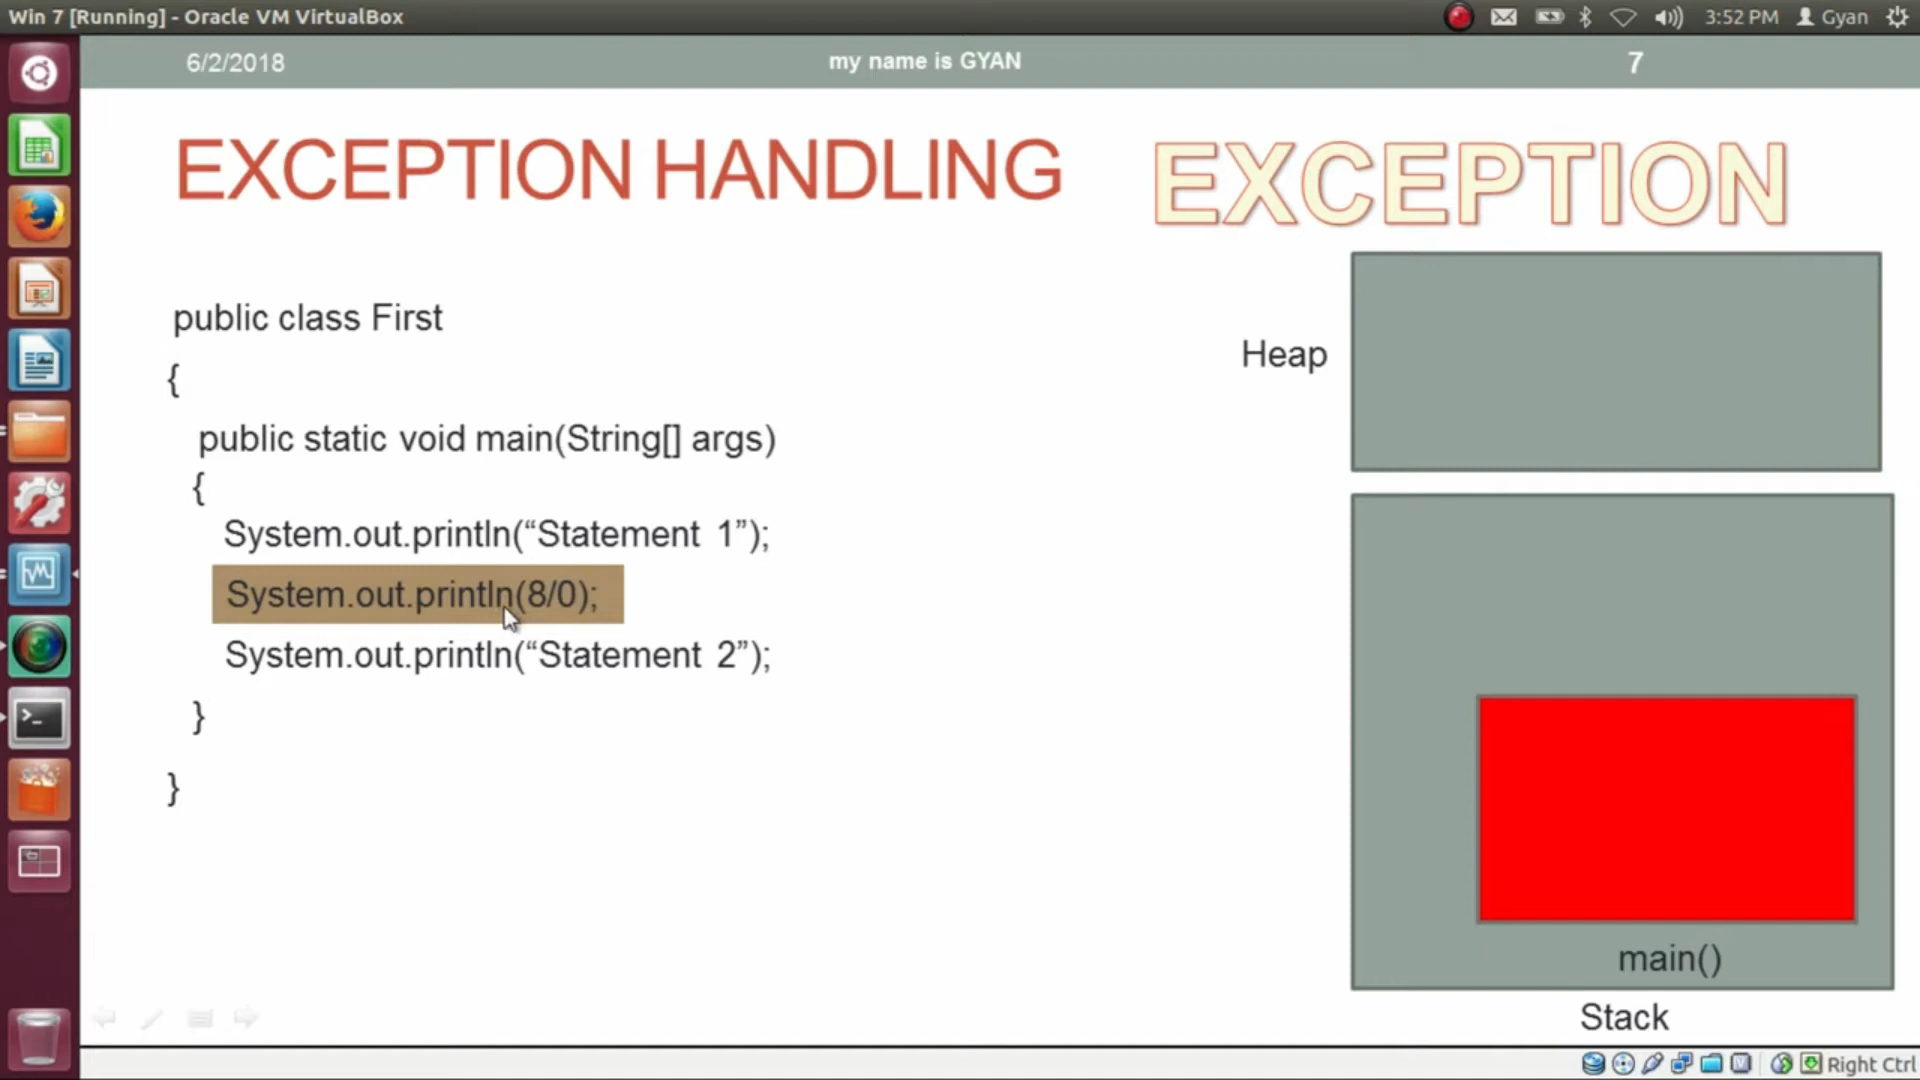 Win 7 [Running] - Oracle VM VirtualBox
3:52 PM
Gyan
6/2/2018
my name is GYAN
7
EXCEPTION HANDLING
EXCEPTION
public class First
{
public static void main(String[] args)
{
System.out.println(“Statement 1”);
System.out.println(8/0);
System.out.println(“Statement 2”);
}
}
Heap
main()
Stack
Right Ctrl